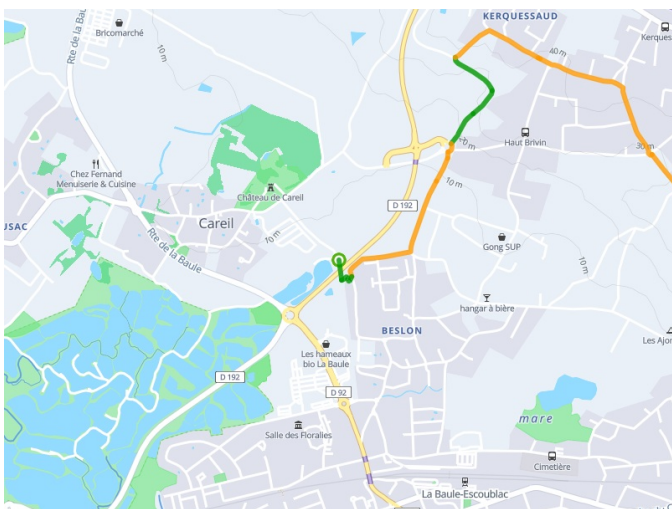 KERQUESSAUD
Bricomarché
Rte de la Baule
10 m
40 m
Kerques
Haut Brivin
30 m
Chez Fernand
Menuiserie & Cuisine
Château de Careil
10 m
D 192
USAC
Careil
10 m
Rte de la Baule
Gong SUP
10 m
hangar à bière
BESLON
Les Ajon
Les hameaux
bio La Baule
D 192
D 92
mare
Salle des Floralies
Cimetière
La Baule-Escoublac